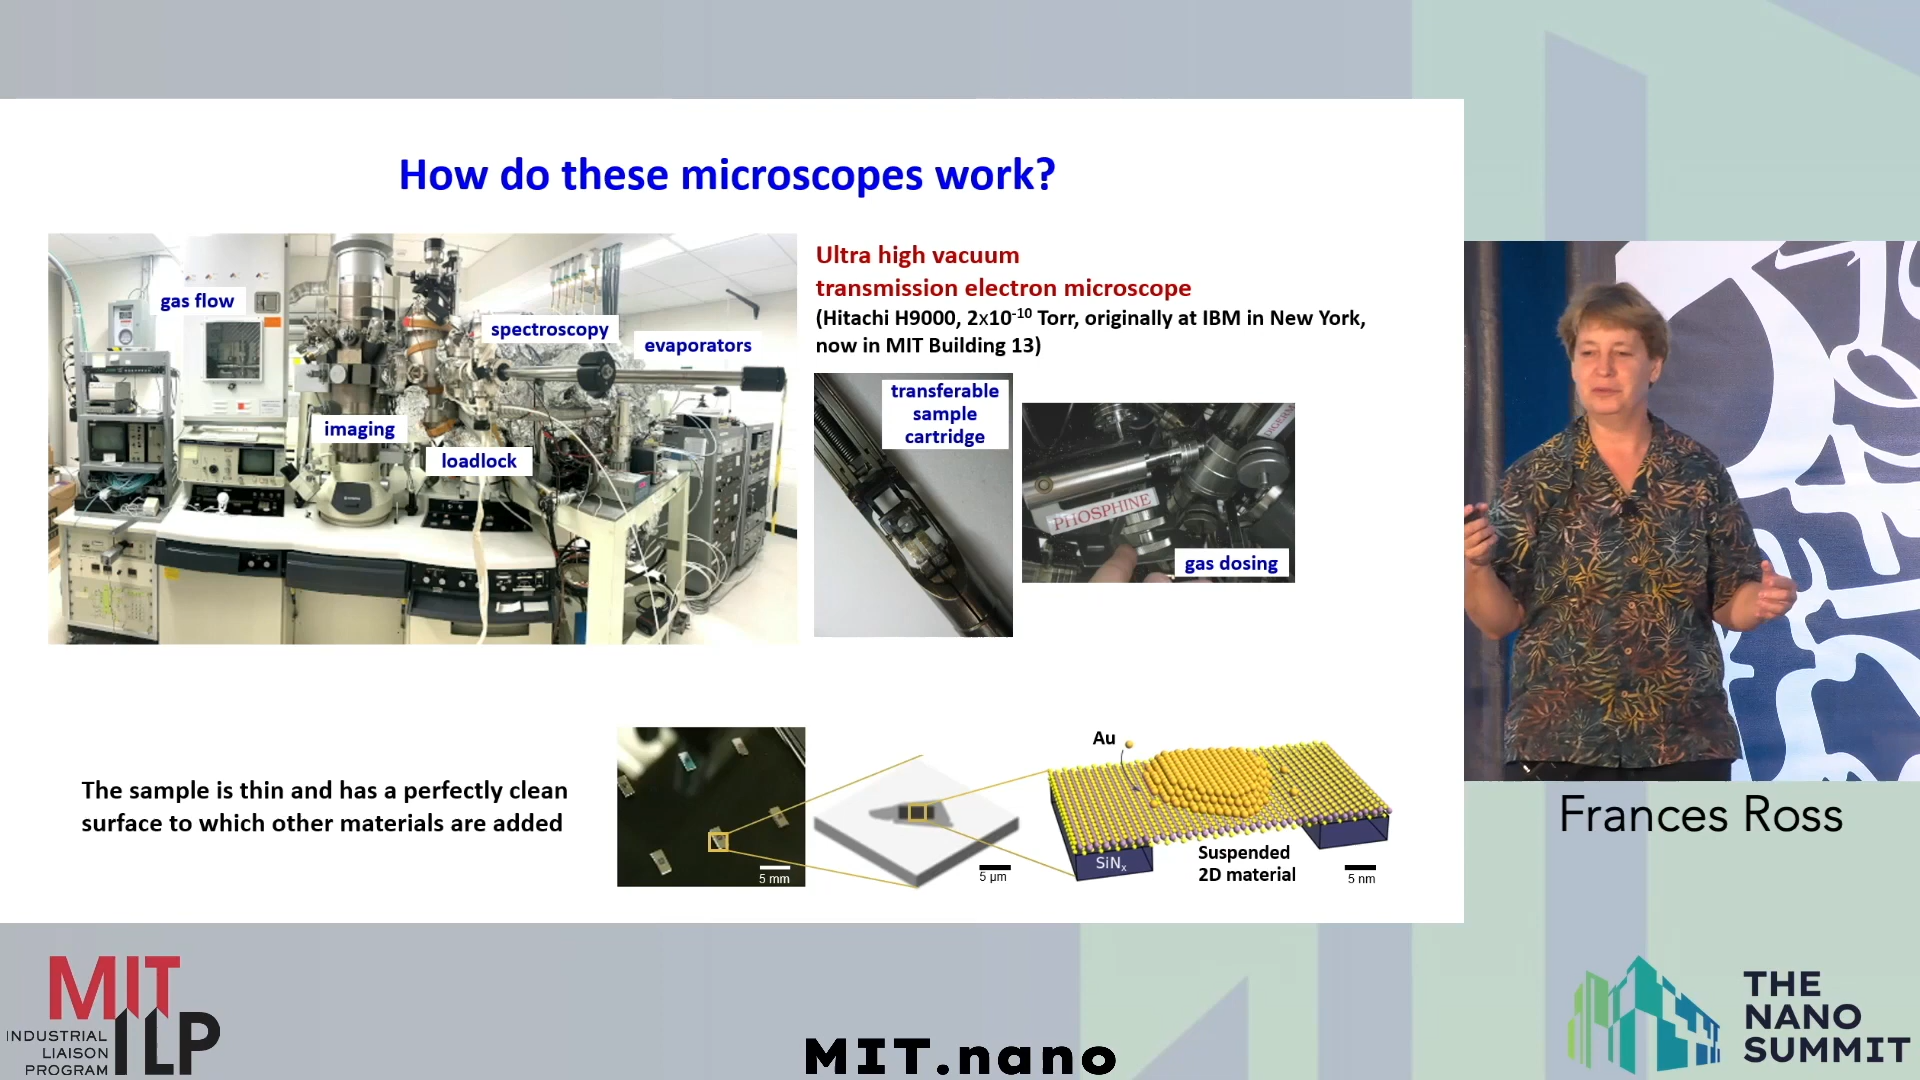 How do these microscopes work?
gas flow
spectroscopy
evaporators
imaging
loadlock
Ultra high vacuum
transmission electron microscope
(Hitachi H9000, 2x10⁻¹⁰ Torr, originally at IBM in New York,
now in MIT Building 13)
transferable
sample
cartridge
PHOSPHINE
gas dosing
The sample is thin and has a perfectly clean
surface to which other materials are added
5 mm
5 µm
Au
SiNₓ
Suspended
2D material
5 nm
Frances Ross
MIT
ILP
INDUSTRIAL
LIAISON
PROGRAM
MIT.nano
THE
NANO
SUMMIT